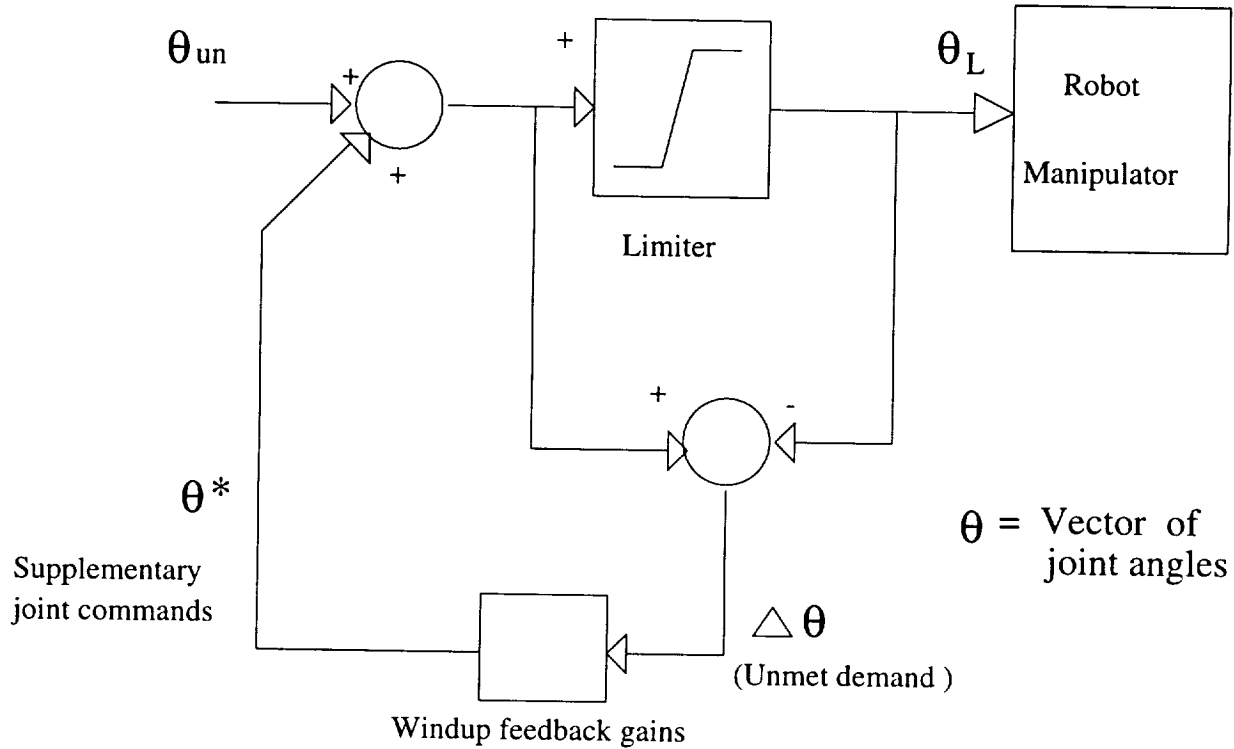 θun
+
+
+
θL
Robot
Manipulator
Limiter
+
-
θ*
θ = Vector of
joint angles
Supplementary
joint commands
△ θ
(Unmet demand )
Windup feedback gains